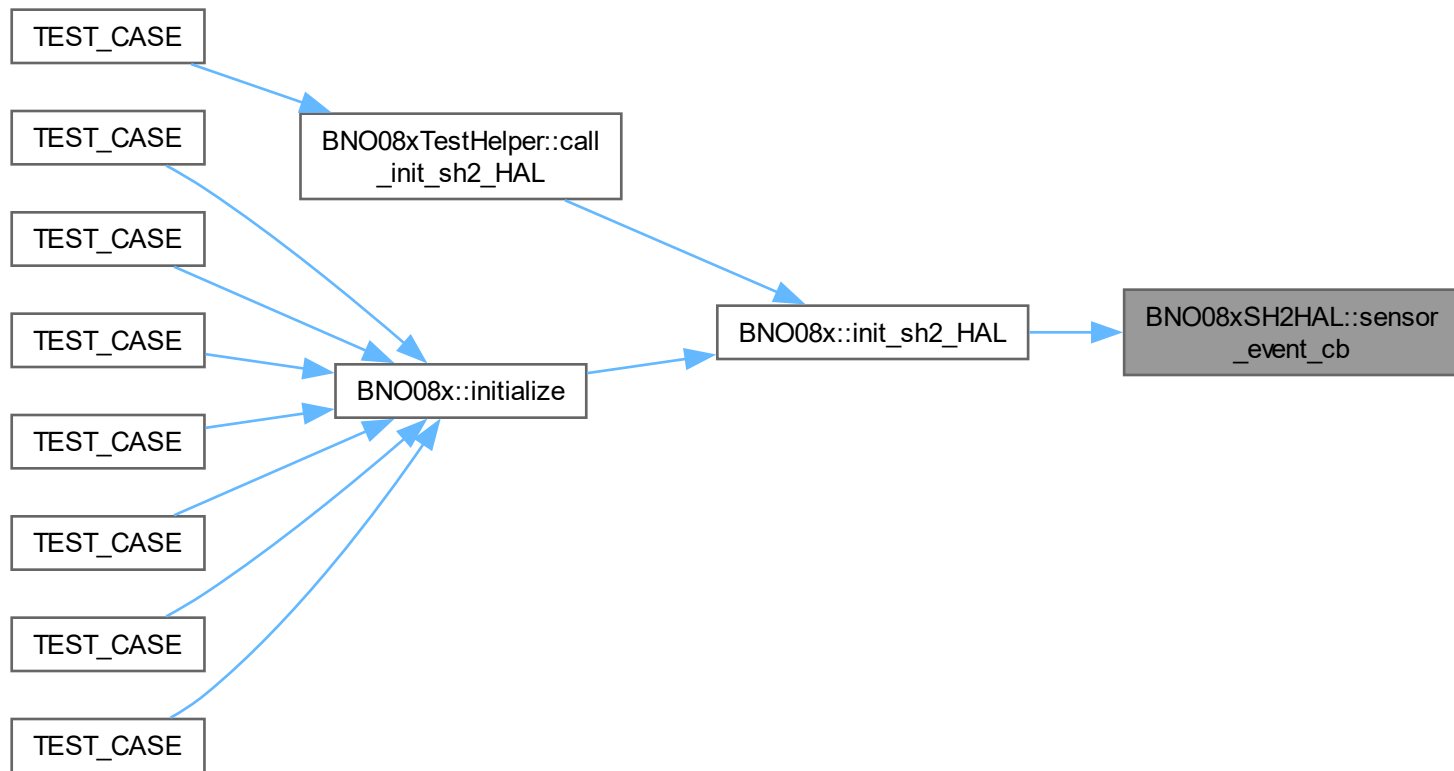 TEST_CASE
TEST_CASE
TEST_CASE
TEST_CASE
TEST_CASE
TEST_CASE
TEST_CASE
TEST_CASE
BNO08xTestHelper::call
_init_sh2_HAL
BNO08x::initialize
BNO08x::init_sh2_HAL
BNO08xSH2HAL::sensor
_event_cb